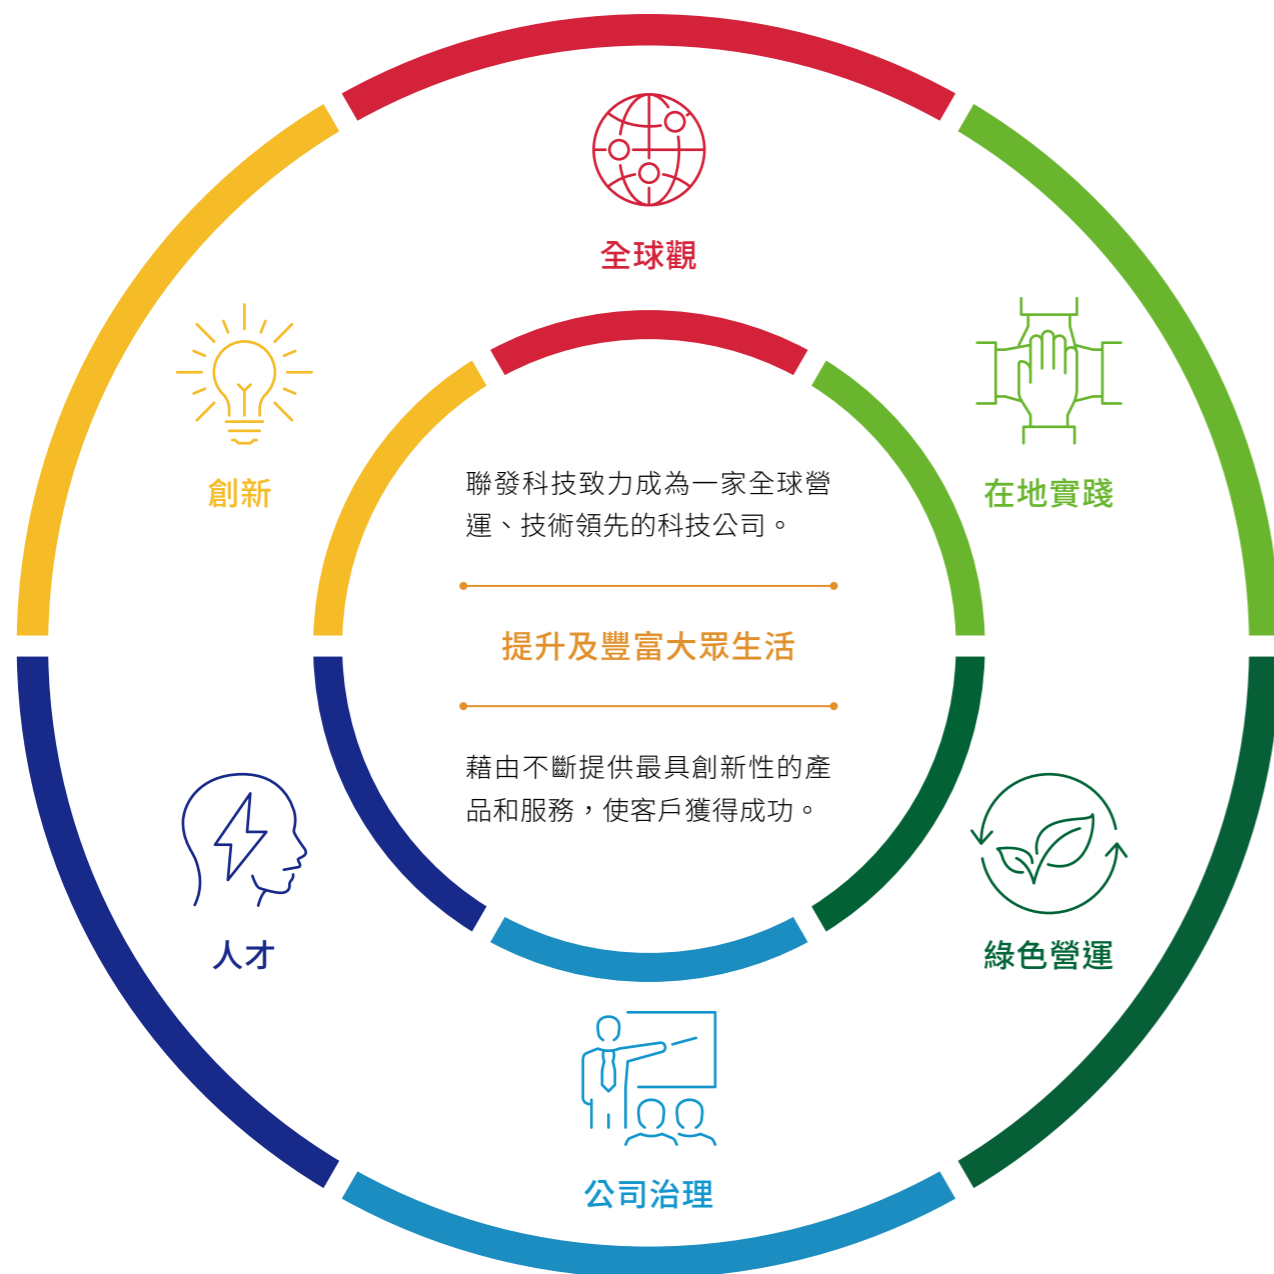 全球觀
創新
在地實踐
聯發科技致力成為一家全球營
運、技術領先的科技公司。
提升及豐富大眾生活
藉由不斷提供最具創新性的產
品和服務，使客戶獲得成功。
人才
綠色營運
公司治理